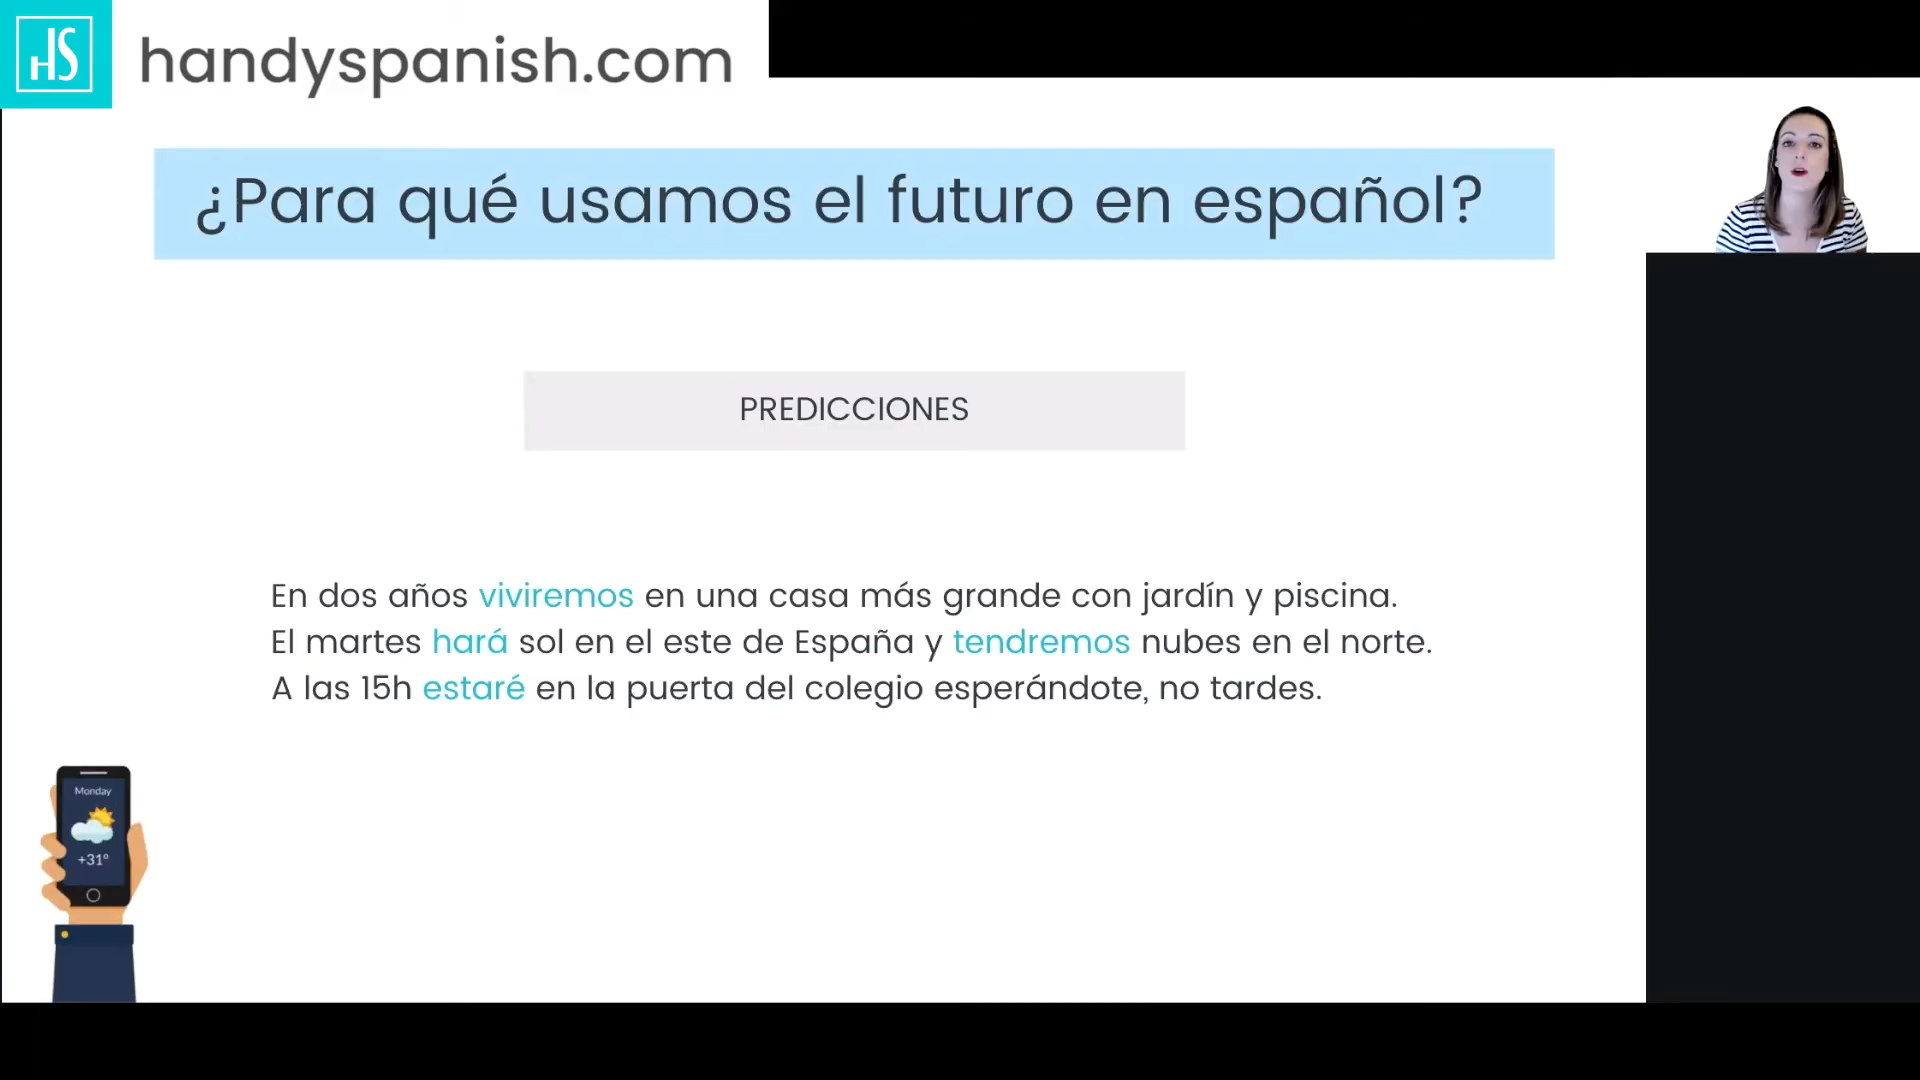 HS
handyspanish.com
¿Para qué usamos el futuro en español?
PREDICCIONES
En dos años viviremos en una casa más grande con jardín y piscina.
El martes hará sol en el este de España y tendremos nubes en el norte.
A las 15h estaré en la puerta del colegio esperándote, no tardes.
Monday
+31°